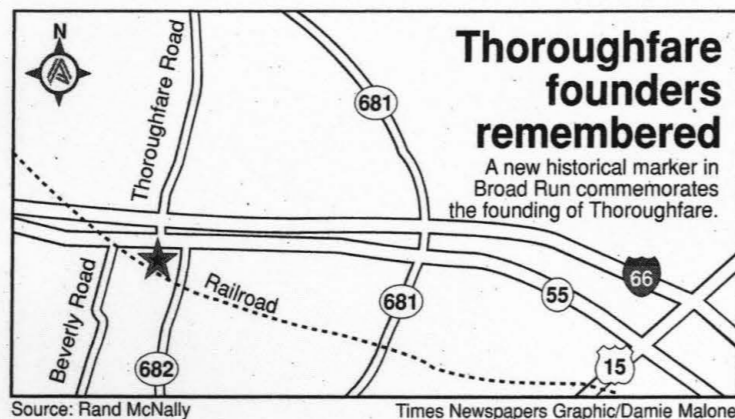 Thoroughfare
founders
remembered
A new historical marker in
Broad Run commemorates
the founding of Thoroughfare.
N
Thoroughfare Road
681
66
55
Railroad
681
Beverly Road
682
15
Source: Rand McNally
Times Newspapers Graphic/Damie Malone